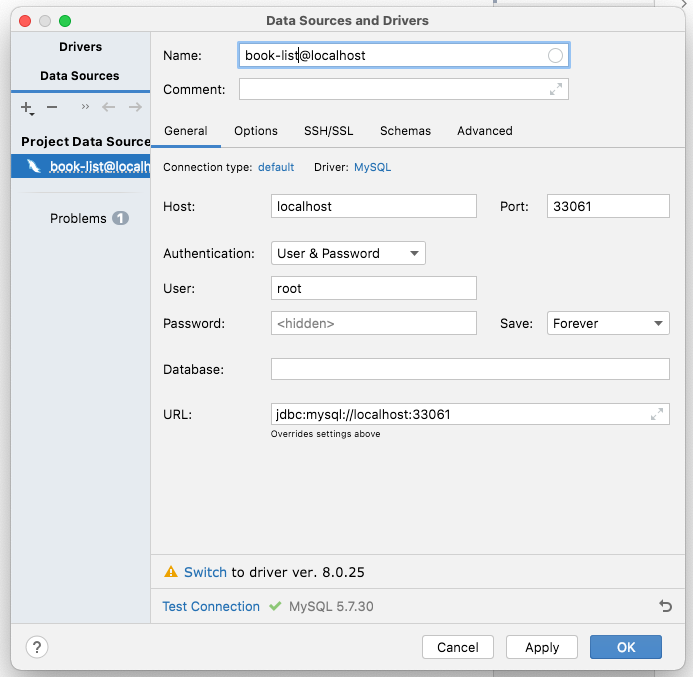 Data Sources and Drivers
Drivers
Data Sources
Project Data Source
book-list@localh
Problems 1
Name: book-list@localhost
Comment:
General Options SSH/SSL Schemas Advanced
Connection type: default Driver: MySQL
Host: localhost Port: 33061
Authentication: User & Password
User: root
Password: <hidden> Save: Forever
Database:
URL: jdbc:mysql://localhost:33061
Overrides settings above
Switch to driver ver. 8.0.25
Test Connection MySQL 5.7.30
? Cancel Apply OK